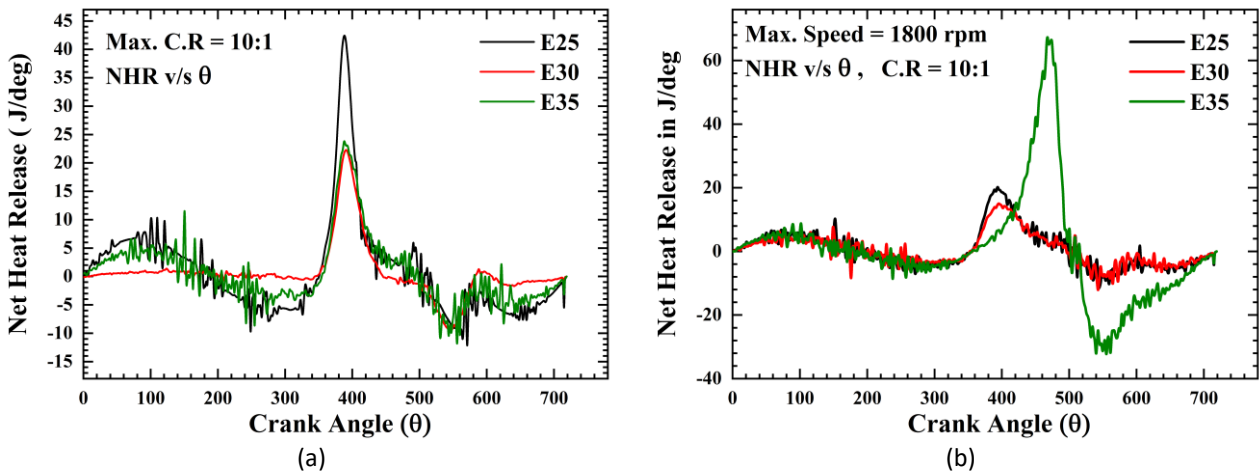 Max. C.R = 10:1
NHR v/s θ
E25
E30
E35
45
40
35
30
25
20
15
10
5
0
-5
-10
-15
Net Heat Release ( J/deg)
0 100 200 300 400 500 600 700
Crank Angle (θ)
(a)
Max. Speed = 1800 rpm
NHR v/s θ , C.R = 10:1
E25
E30
E35
60
40
20
0
-20
-40
Net Heat Release in J/deg
0 100 200 300 400 500 600 700
Crank Angle (θ)
(b)